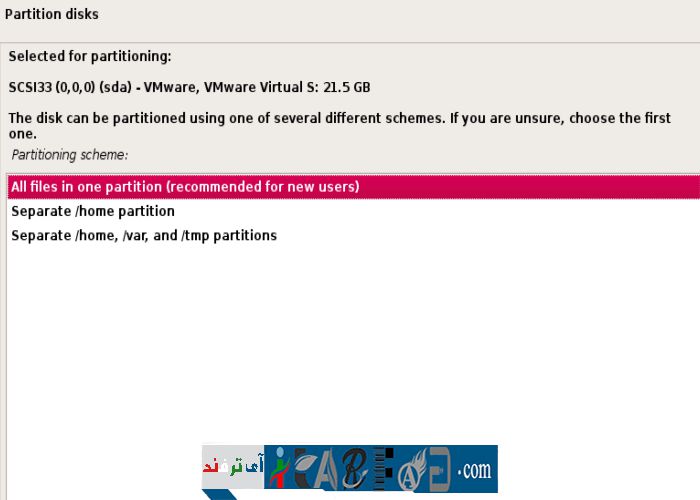 Partition disks
Selected for partitioning:
SCSI33 (0,0,0) (sda) - VMware, VMware Virtual S: 21.5 GB
The disk can be partitioned using one of several different schemes. If you are unsure, choose the first
one.
Partitioning scheme:
All files in one partition (recommended for new users)
Separate /home partition
Separate /home, /var, and /tmp partitions
آی ترفند
.com